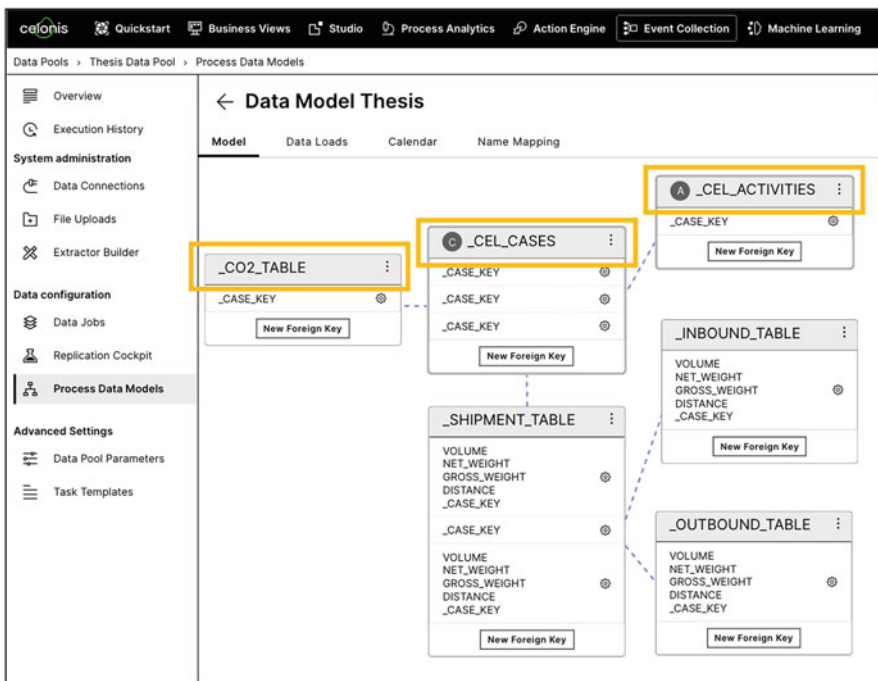 celonis Quickstart Business Views Studio Process Analytics Action Engine Event Collection Machine Learning
Data Pools > Thesis Data Pool > Process Data Models
Overview
Execution History
System administration
Data Connections
File Uploads
Extractor Builder
Data configuration
Data Jobs
Replication Cockpit
Process Data Models
Advanced Settings
Data Pool Parameters
Task Templates
← Data Model Thesis
Model Data Loads Calendar Name Mapping
_CO2_TABLE
_CASE_KEY
New Foreign Key
C _CEL_CASES
_CASE_KEY
_CASE_KEY
_CASE_KEY
New Foreign Key
A _CEL_ACTIVITIES
_CASE_KEY
New Foreign Key
_SHIPMENT_TABLE
VOLUME
NET_WEIGHT
GROSS_WEIGHT
DISTANCE
_CASE_KEY
_CASE_KEY
VOLUME
NET_WEIGHT
GROSS_WEIGHT
DISTANCE
_CASE_KEY
New Foreign Key
_INBOUND_TABLE
VOLUME
NET_WEIGHT
GROSS_WEIGHT
DISTANCE
_CASE_KEY
New Foreign Key
_OUTBOUND_TABLE
VOLUME
NET_WEIGHT
GROSS_WEIGHT
DISTANCE
_CASE_KEY
New Foreign Key